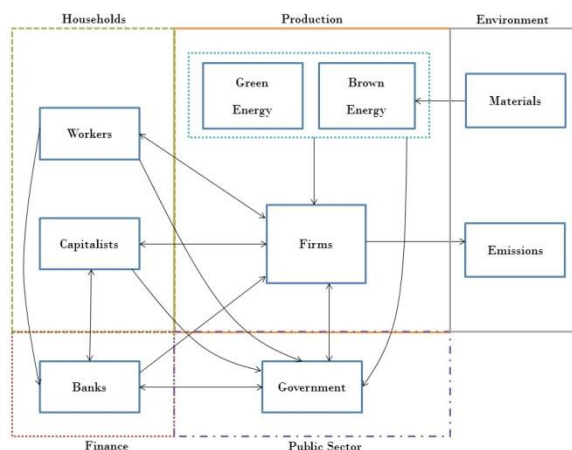 Households
Production
Environment
Green
Energy
Brown
Energy
Materials
Workers
Capitalists
Firms
Emissions
Banks
Government
Finance
Public Sector